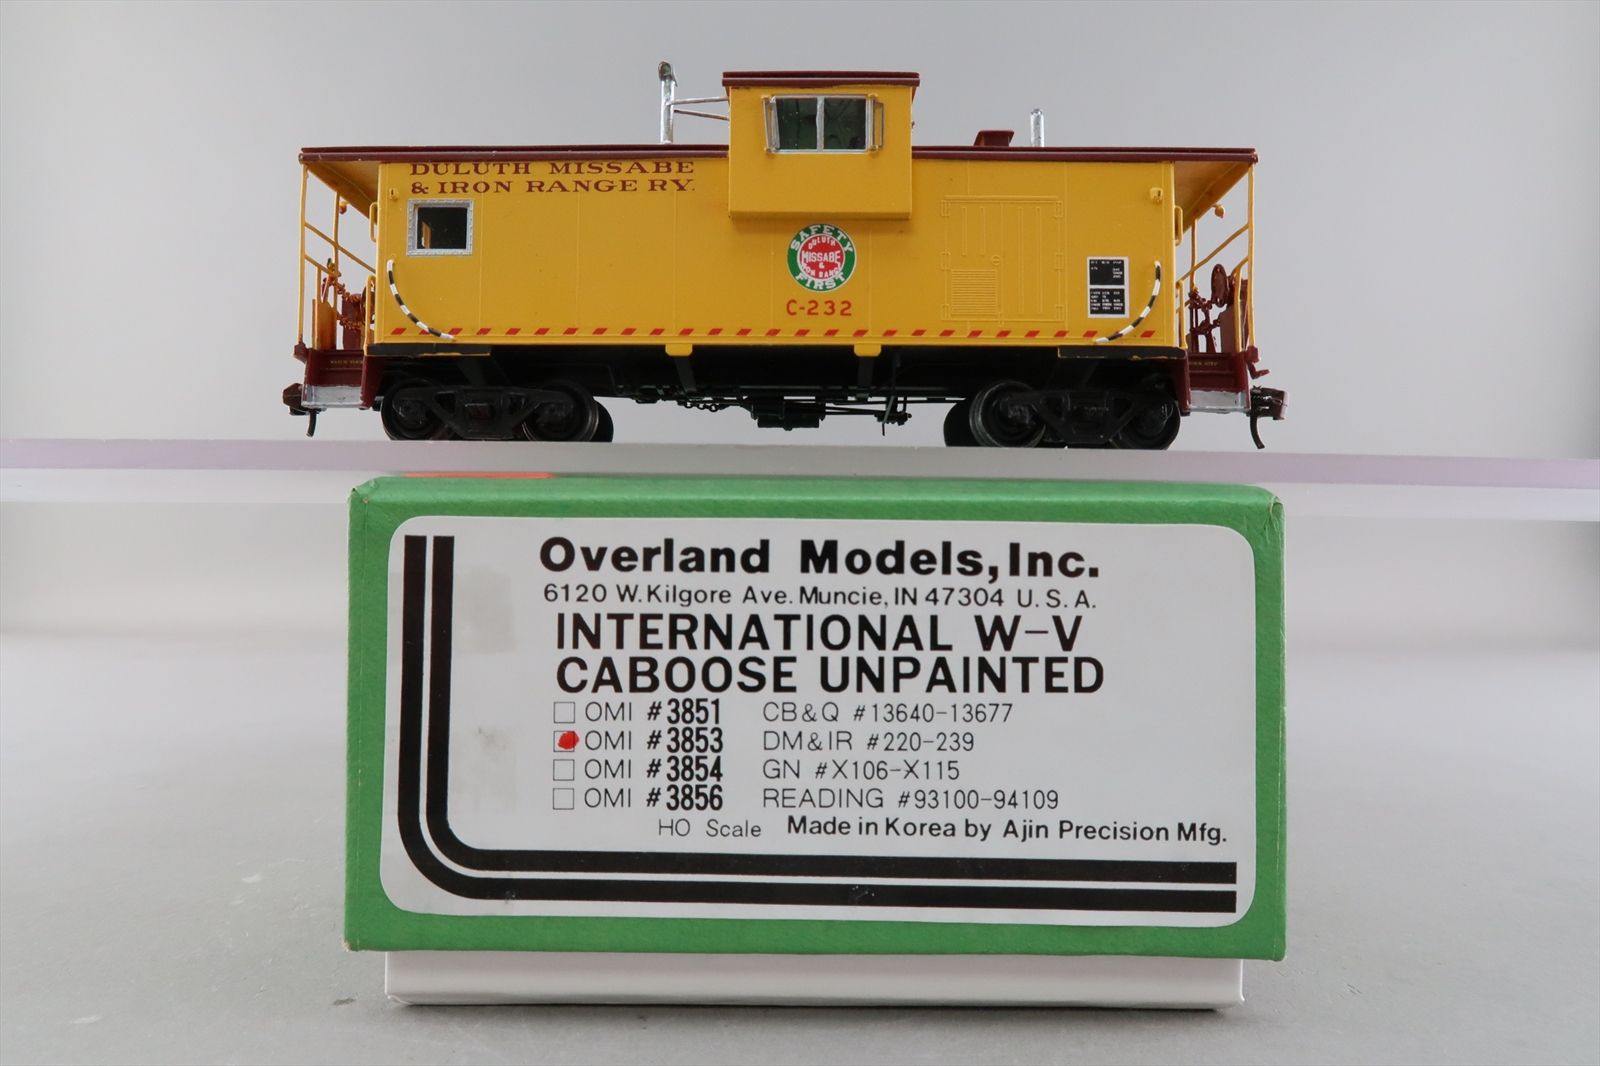 DULUTH MISSABE
& IRON RANGE RY.
SAFETY
DULUTH
MISSABE
&
IRON RANGE
FIRST
C-232
Overland Models, Inc.
6120 W. Kilgore Ave. Muncie, IN 47304 U.S.A.
INTERNATIONAL W-V
CABOOSE UNPAINTED
OMI #3851 CB&Q #13640-13677
OMI #3853 DM&IR #220-239
OMI #3854 GN #X106-X115
OMI #3856 READING #93100-94109
HO Scale Made in Korea by Ajin Precision Mfg.